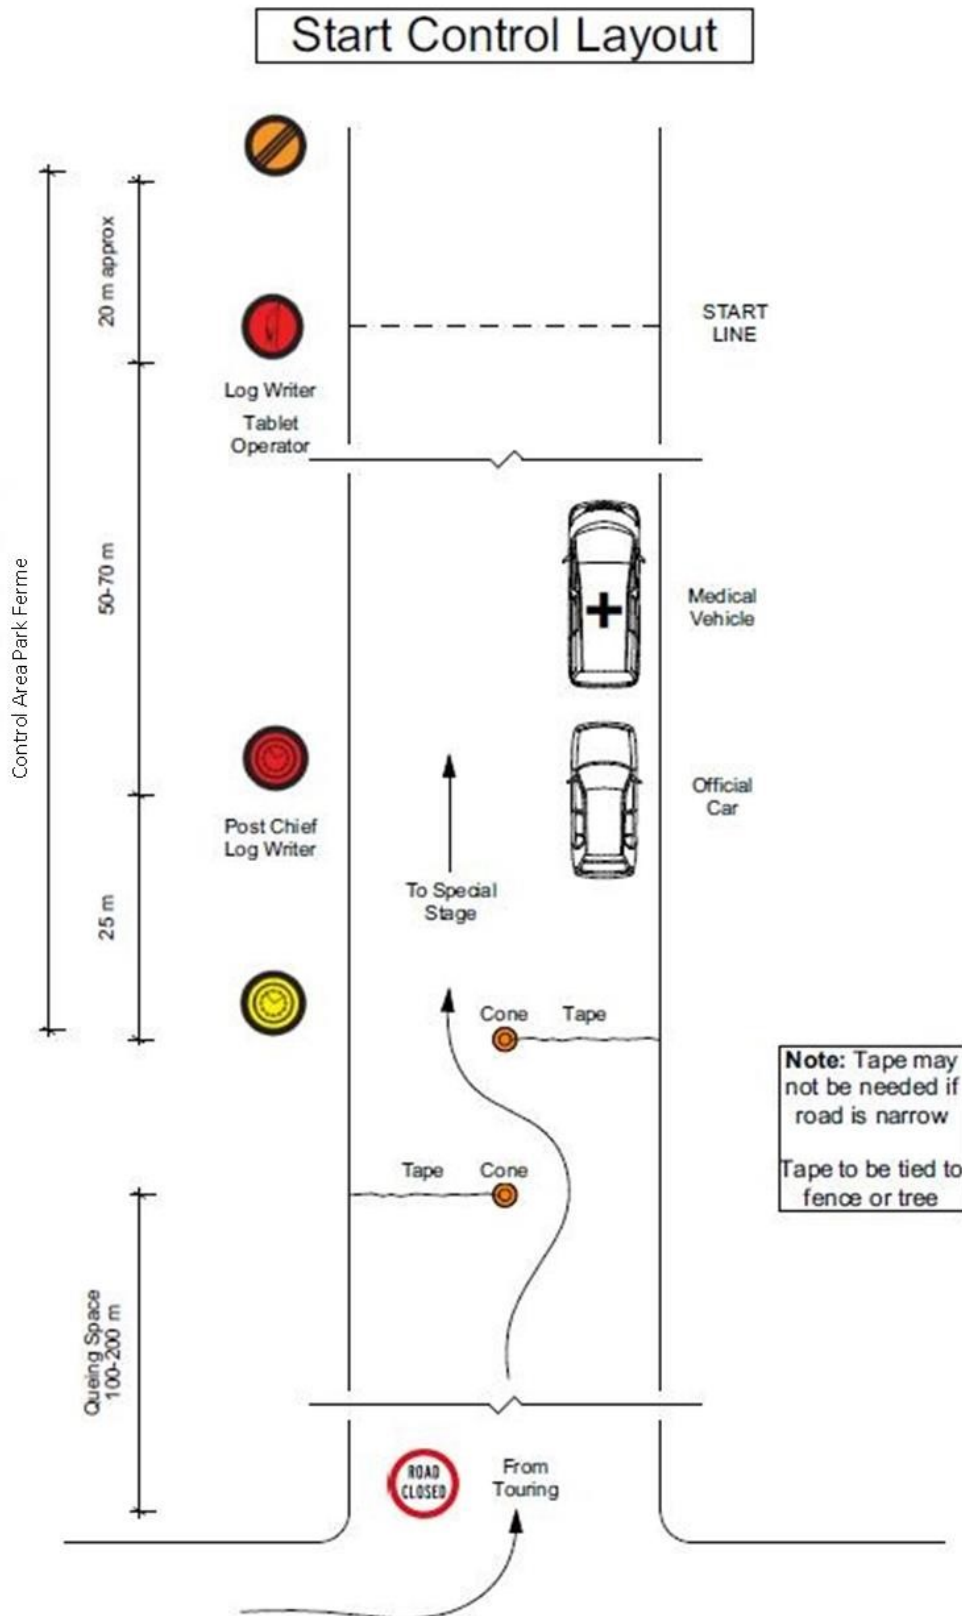 Start Control Layout
20 m approx
START
LINE
Log Writer
Tablet
Operator
Control Area Park Ferme
50-70 m
Medical
Vehicle
Official
Car
Post Chief
Log Writer
To Special
Stage
25 m
Cone
Tape
Note: Tape may
not be needed if
road is narrow
Tape to be tied to
fence or tree
Tape
Cone
Queing Space
100-200 m
ROAD
CLOSED
From
Touring